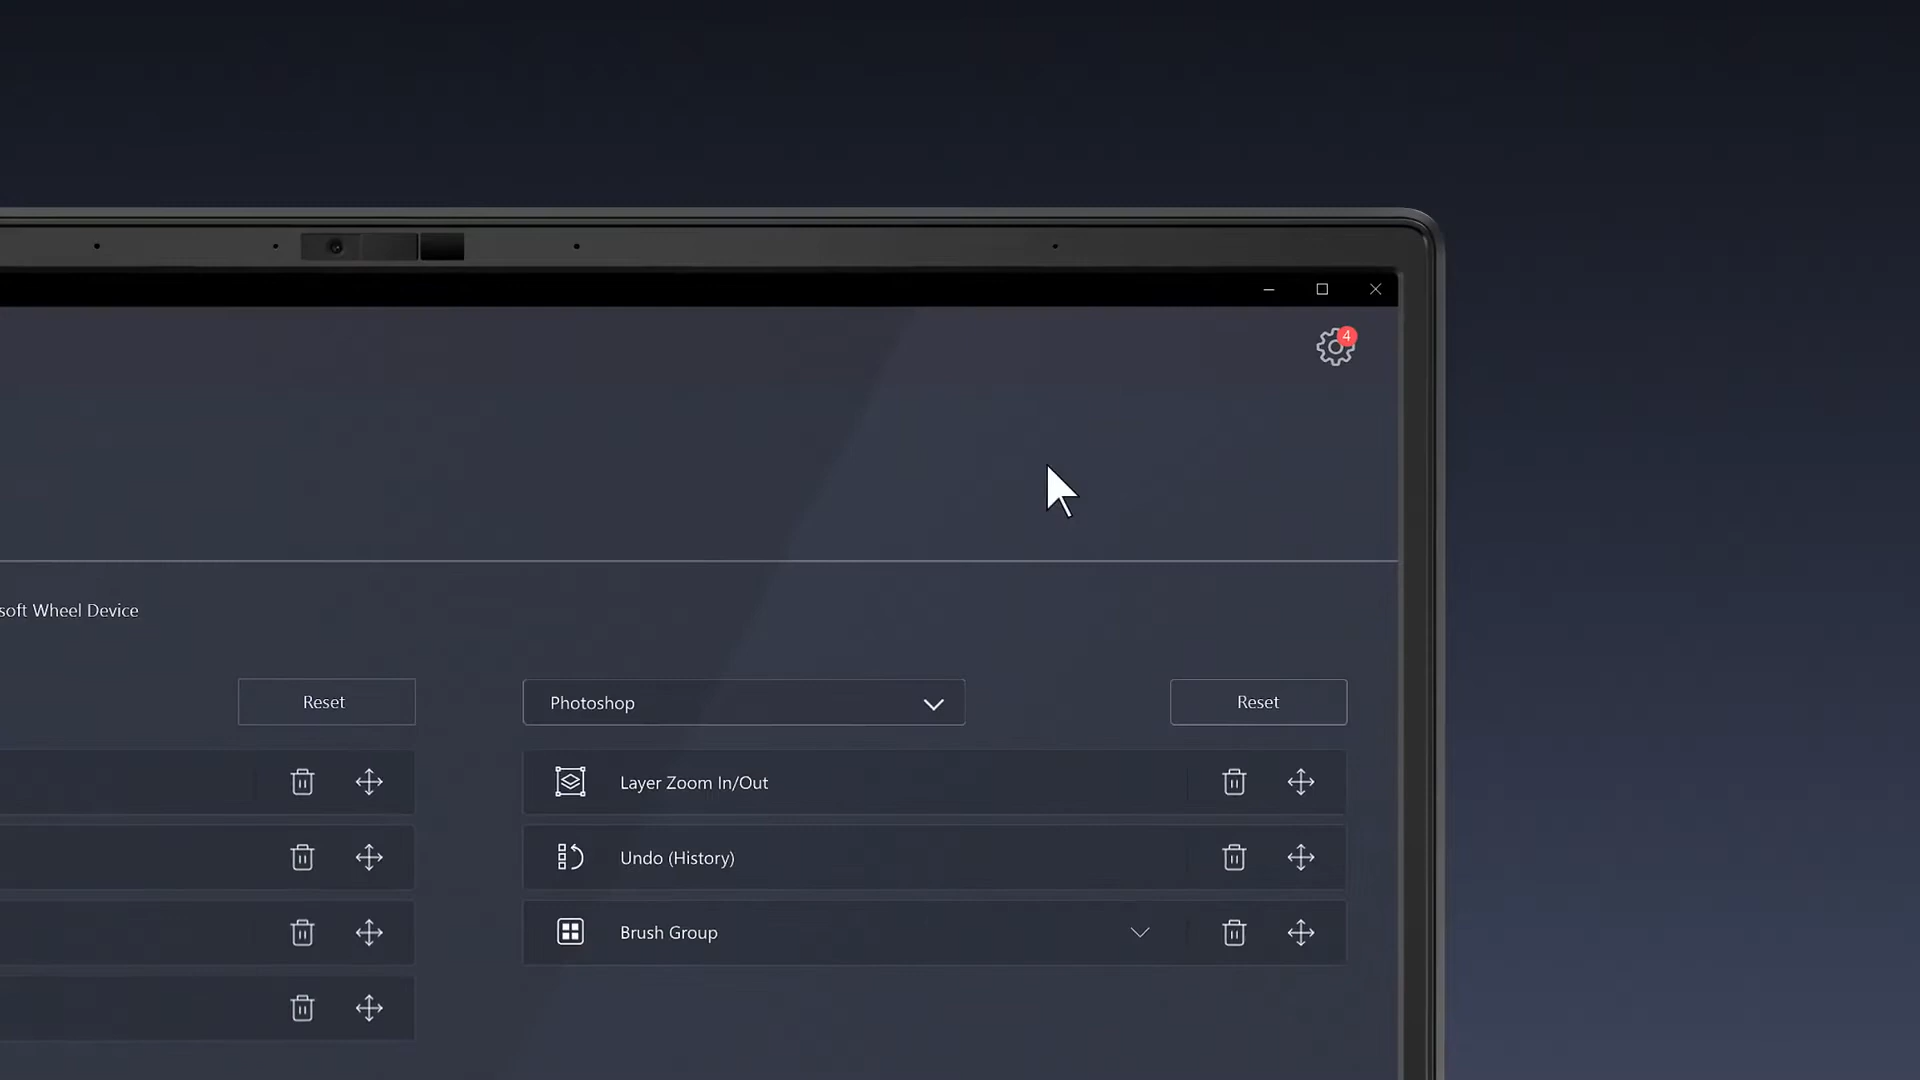 4
soft Wheel Device
Reset
Photoshop
Reset
Layer Zoom In/Out
Undo (History)
Brush Group